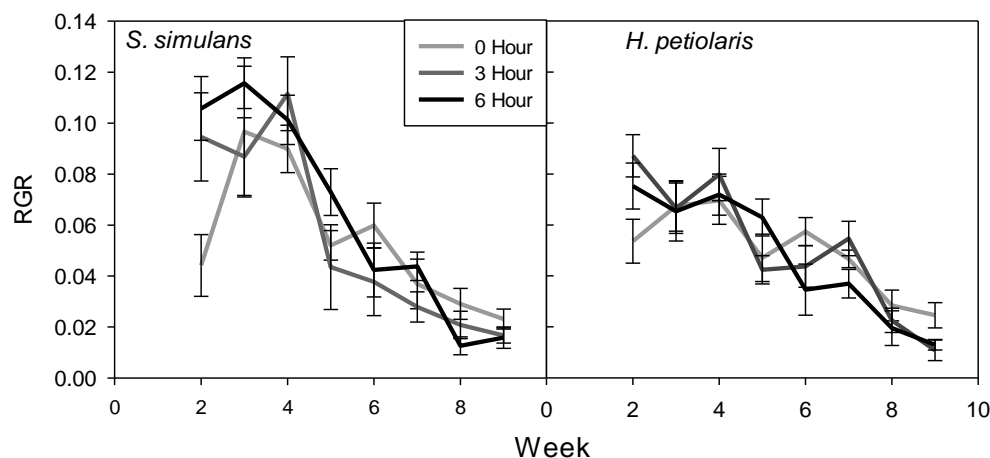 0.14
0.12
0.10
0.08
0.06
0.04
0.02
0.00
RGR
S. simulans
0 Hour
3 Hour
6 Hour
H. petiolaris
0 2 4 6 8 0 2 4 6 8 10
Week